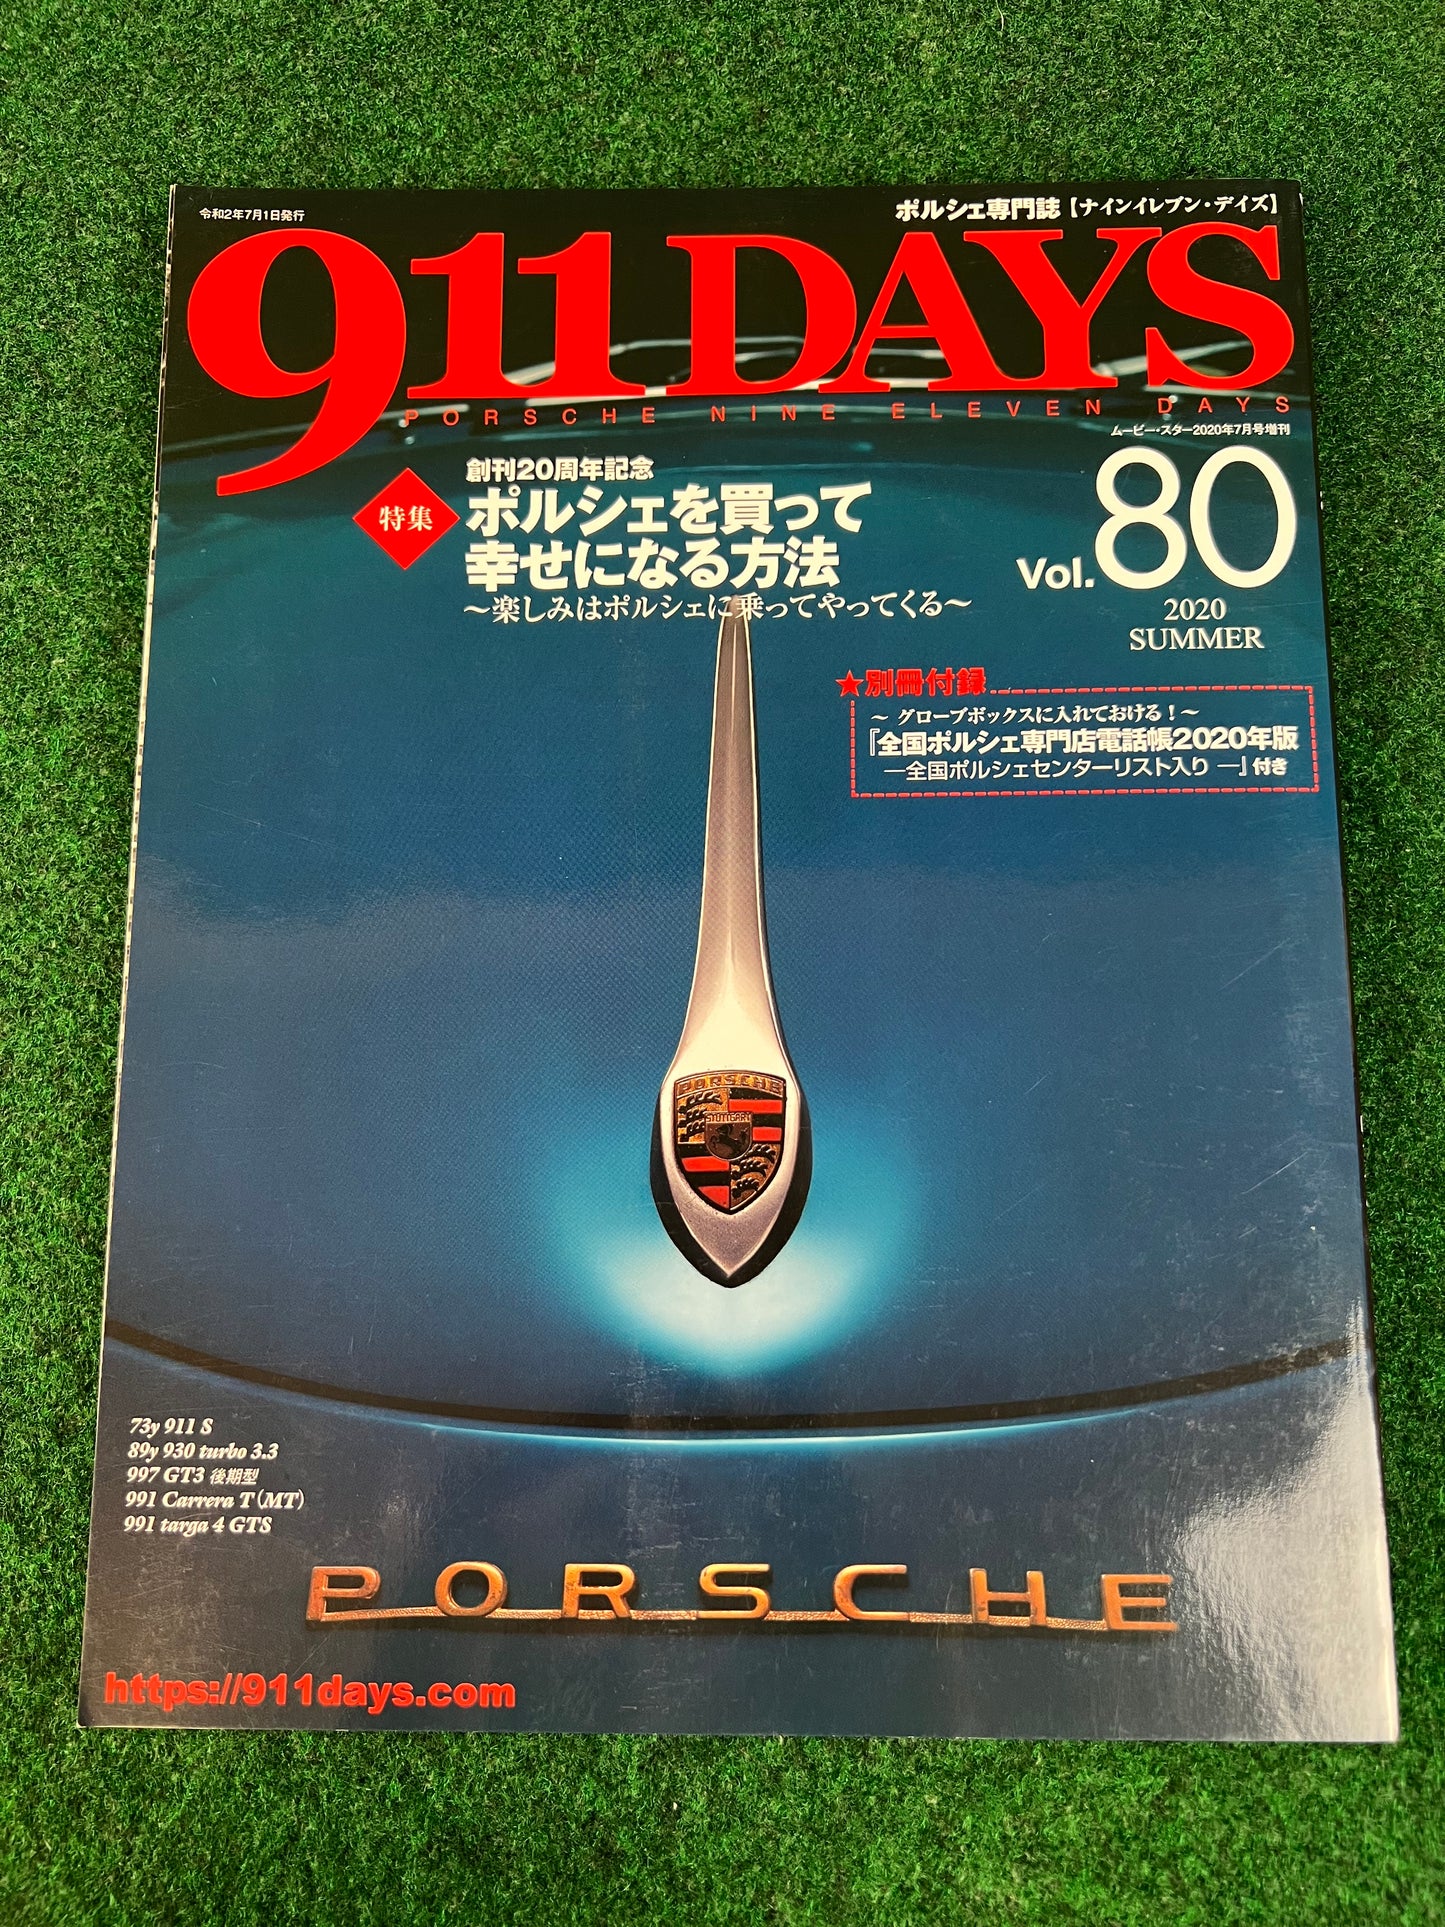 令和2年7月1日発行
ポルシェ専門誌【ナインイレブン・デイズ】
911DAYS
PORSCHE NINE ELEVEN DAYS
ムービー・スター2020年7月号増刊
特集
創刊20周年記念
ポルシェを買って
幸せになる方法
〜楽しみはポルシェに乗ってやってくる〜
Vol.80
2020
SUMMER
★別冊付録
〜 グローブボックスに入れておける！〜
『全国ポルシェ専門店電話帳2020年版
―全国ポルシェセンターリスト入り ―』付き
PORSCHE
STUTTGART
73y 911 S
89y 930 turbo 3.3
997 GT3 後期型
991 Carrera T（MT）
991 targa 4 GTS
PORSCHE
https://911days.com